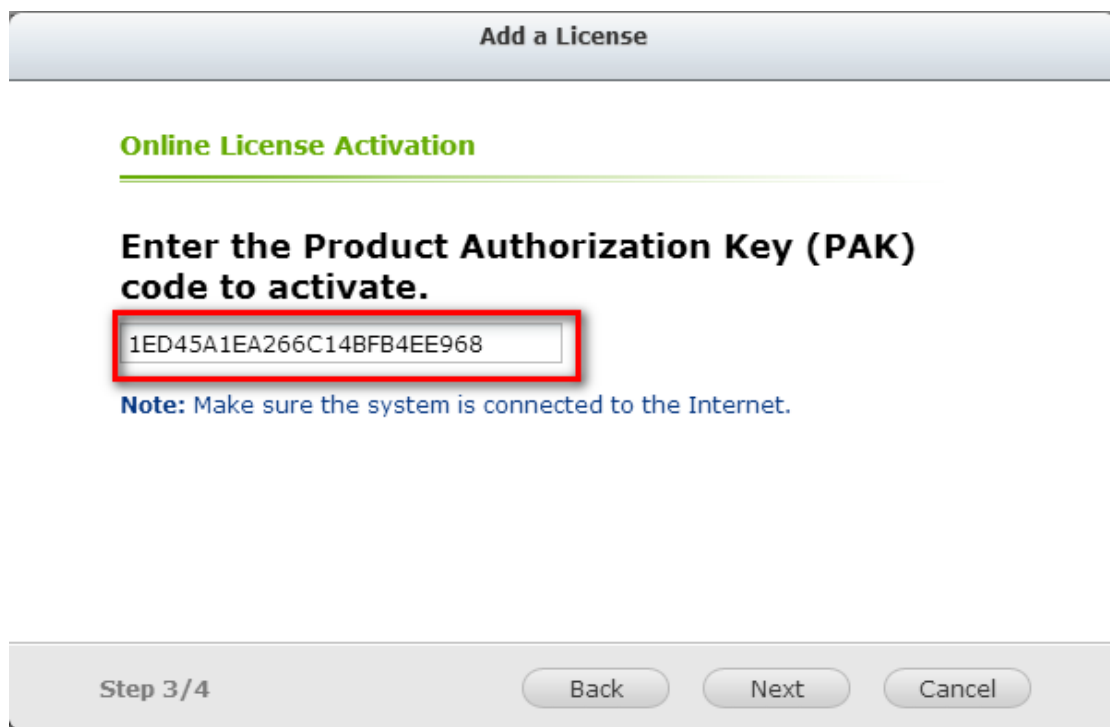 Add a License
Online License Activation
Enter the Product Authorization Key (PAK)
code to activate.
1ED45A1EA266C14BFB4EE968
Note: Make sure the system is connected to the Internet.
Step 3/4
Back
Next
Cancel